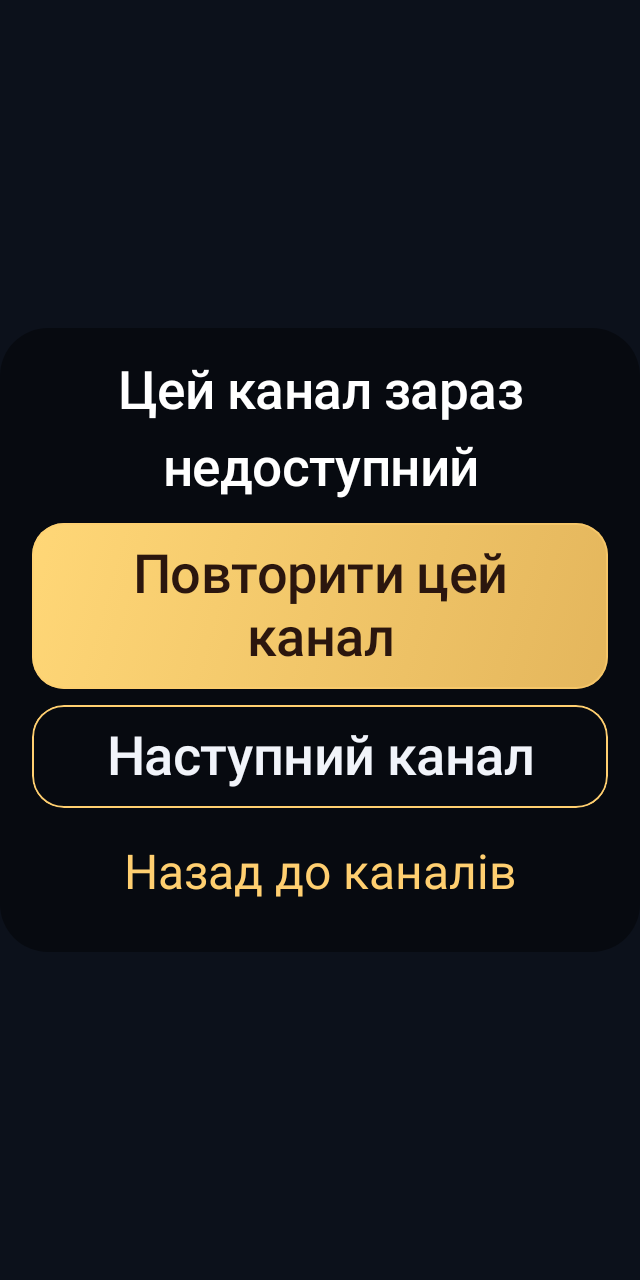 Цей канал зараз
недоступний
Повторити цей
канал
Наступний канал
Назад до каналів